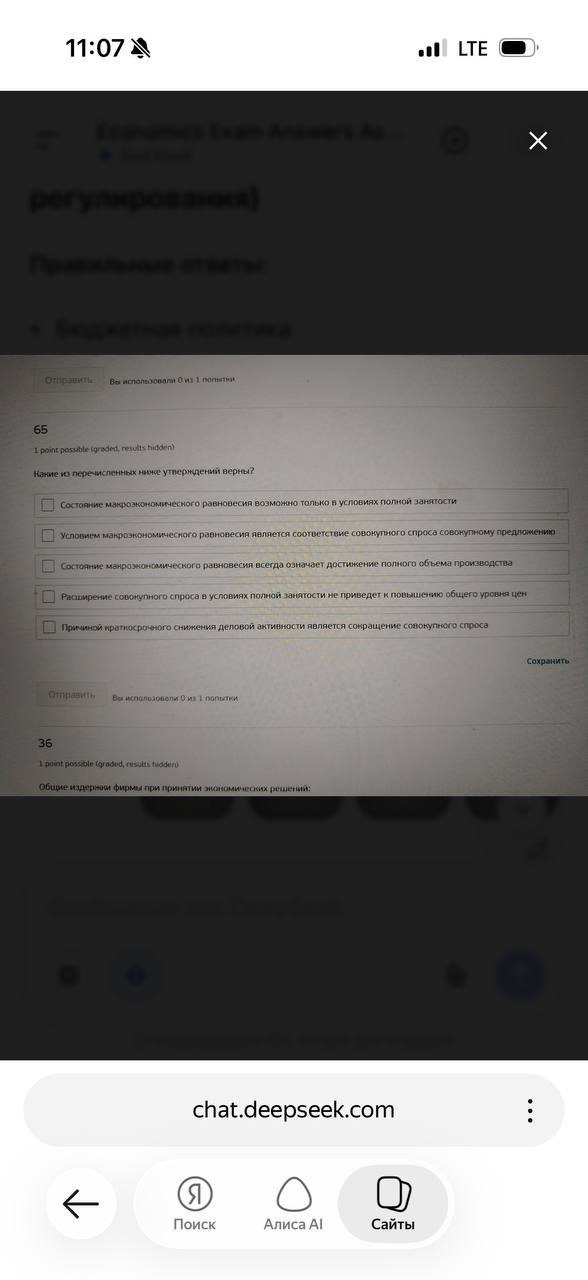 11:07
LTE
Economics Exam Answers As...
регулирования)
Правильные ответы:
• Бюджетная политика
Отправить Вы использовали 0 из 1 попытки
65
1 point possible (graded, results hidden)
Какие из перечисленных ниже утверждений верны?
Состояние макроэкономического равновесия возможно только в условиях полной занятости
Условием макроэкономического равновесия является соответствие совокупного спроса совокупному предложению
Состояние макроэкономического равновесия всегда означает достижение полного объема производства
Расширение совокупного спроса в условиях полной занятости не приведет к повышению общего уровня цен
Причиной краткосрочного снижения деловой активности является сокращение совокупного спроса
Сохранить
Отправить Вы использовали 0 из 1 попытки
36
1 point possible (graded, results hidden)
Общие издержки фирмы при принятии экономических решений:
chat.deepseek.com
Поиск
Алиса AI
Сайты